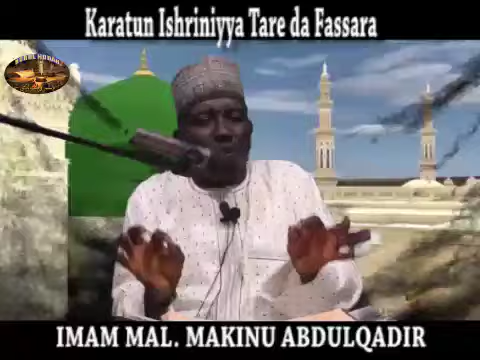 Karatun Ishriniyya Tare da Fassara
IMAM MAL. MAKINU ABDULQADIR